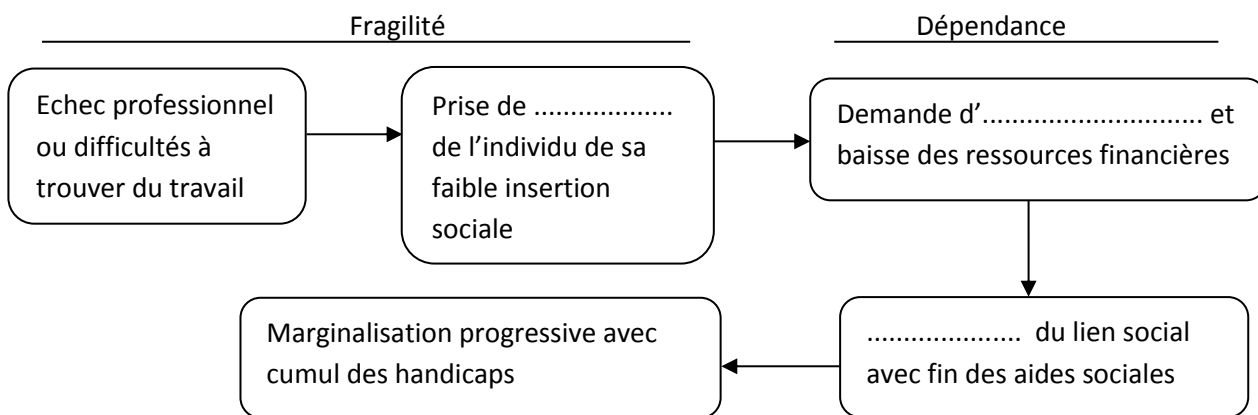 Fragilité
Dépendance
Echec professionnel
ou difficultés à
trouver du travail
Prise de ...................
de l’individu de sa
faible insertion
sociale
Demande d’.............................. et
baisse des ressources financières
..................... du lien social
avec fin des aides sociales
Marginalisation progressive avec
cumul des handicaps